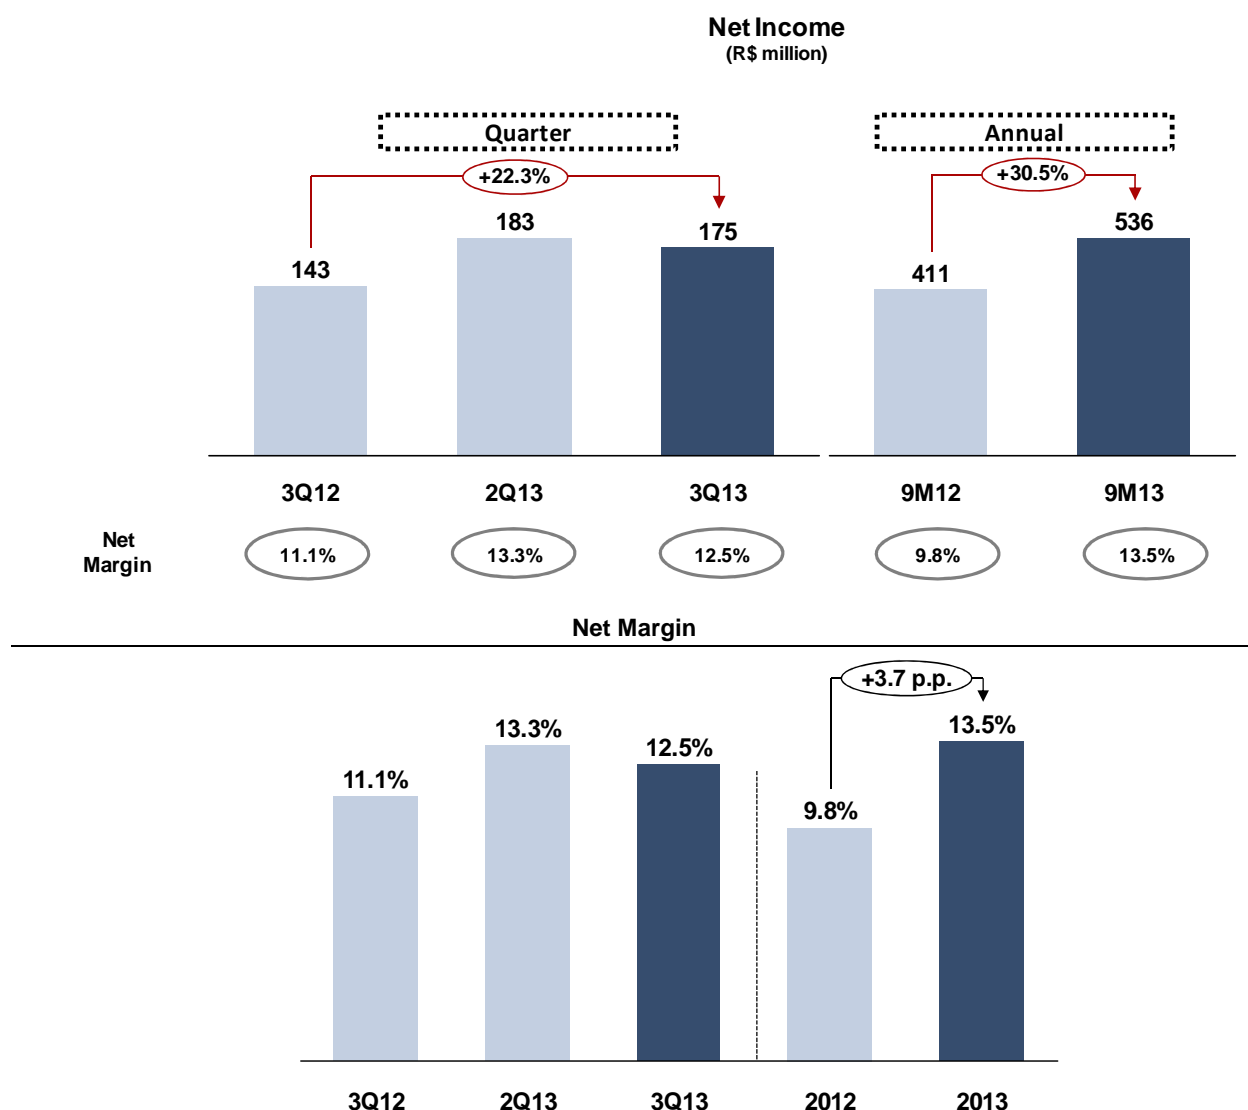 Net Income
(R$ million)
Quarter
Annual
+22.3%
+30.5%
143
183
175
411
536
3Q12
2Q13
3Q13
9M12
9M13
Net
Margin
11.1%
13.3%
12.5%
9.8%
13.5%
Net Margin
+3.7 p.p.
11.1%
13.3%
12.5%
9.8%
13.5%
3Q12
2Q13
3Q13
2012
2013